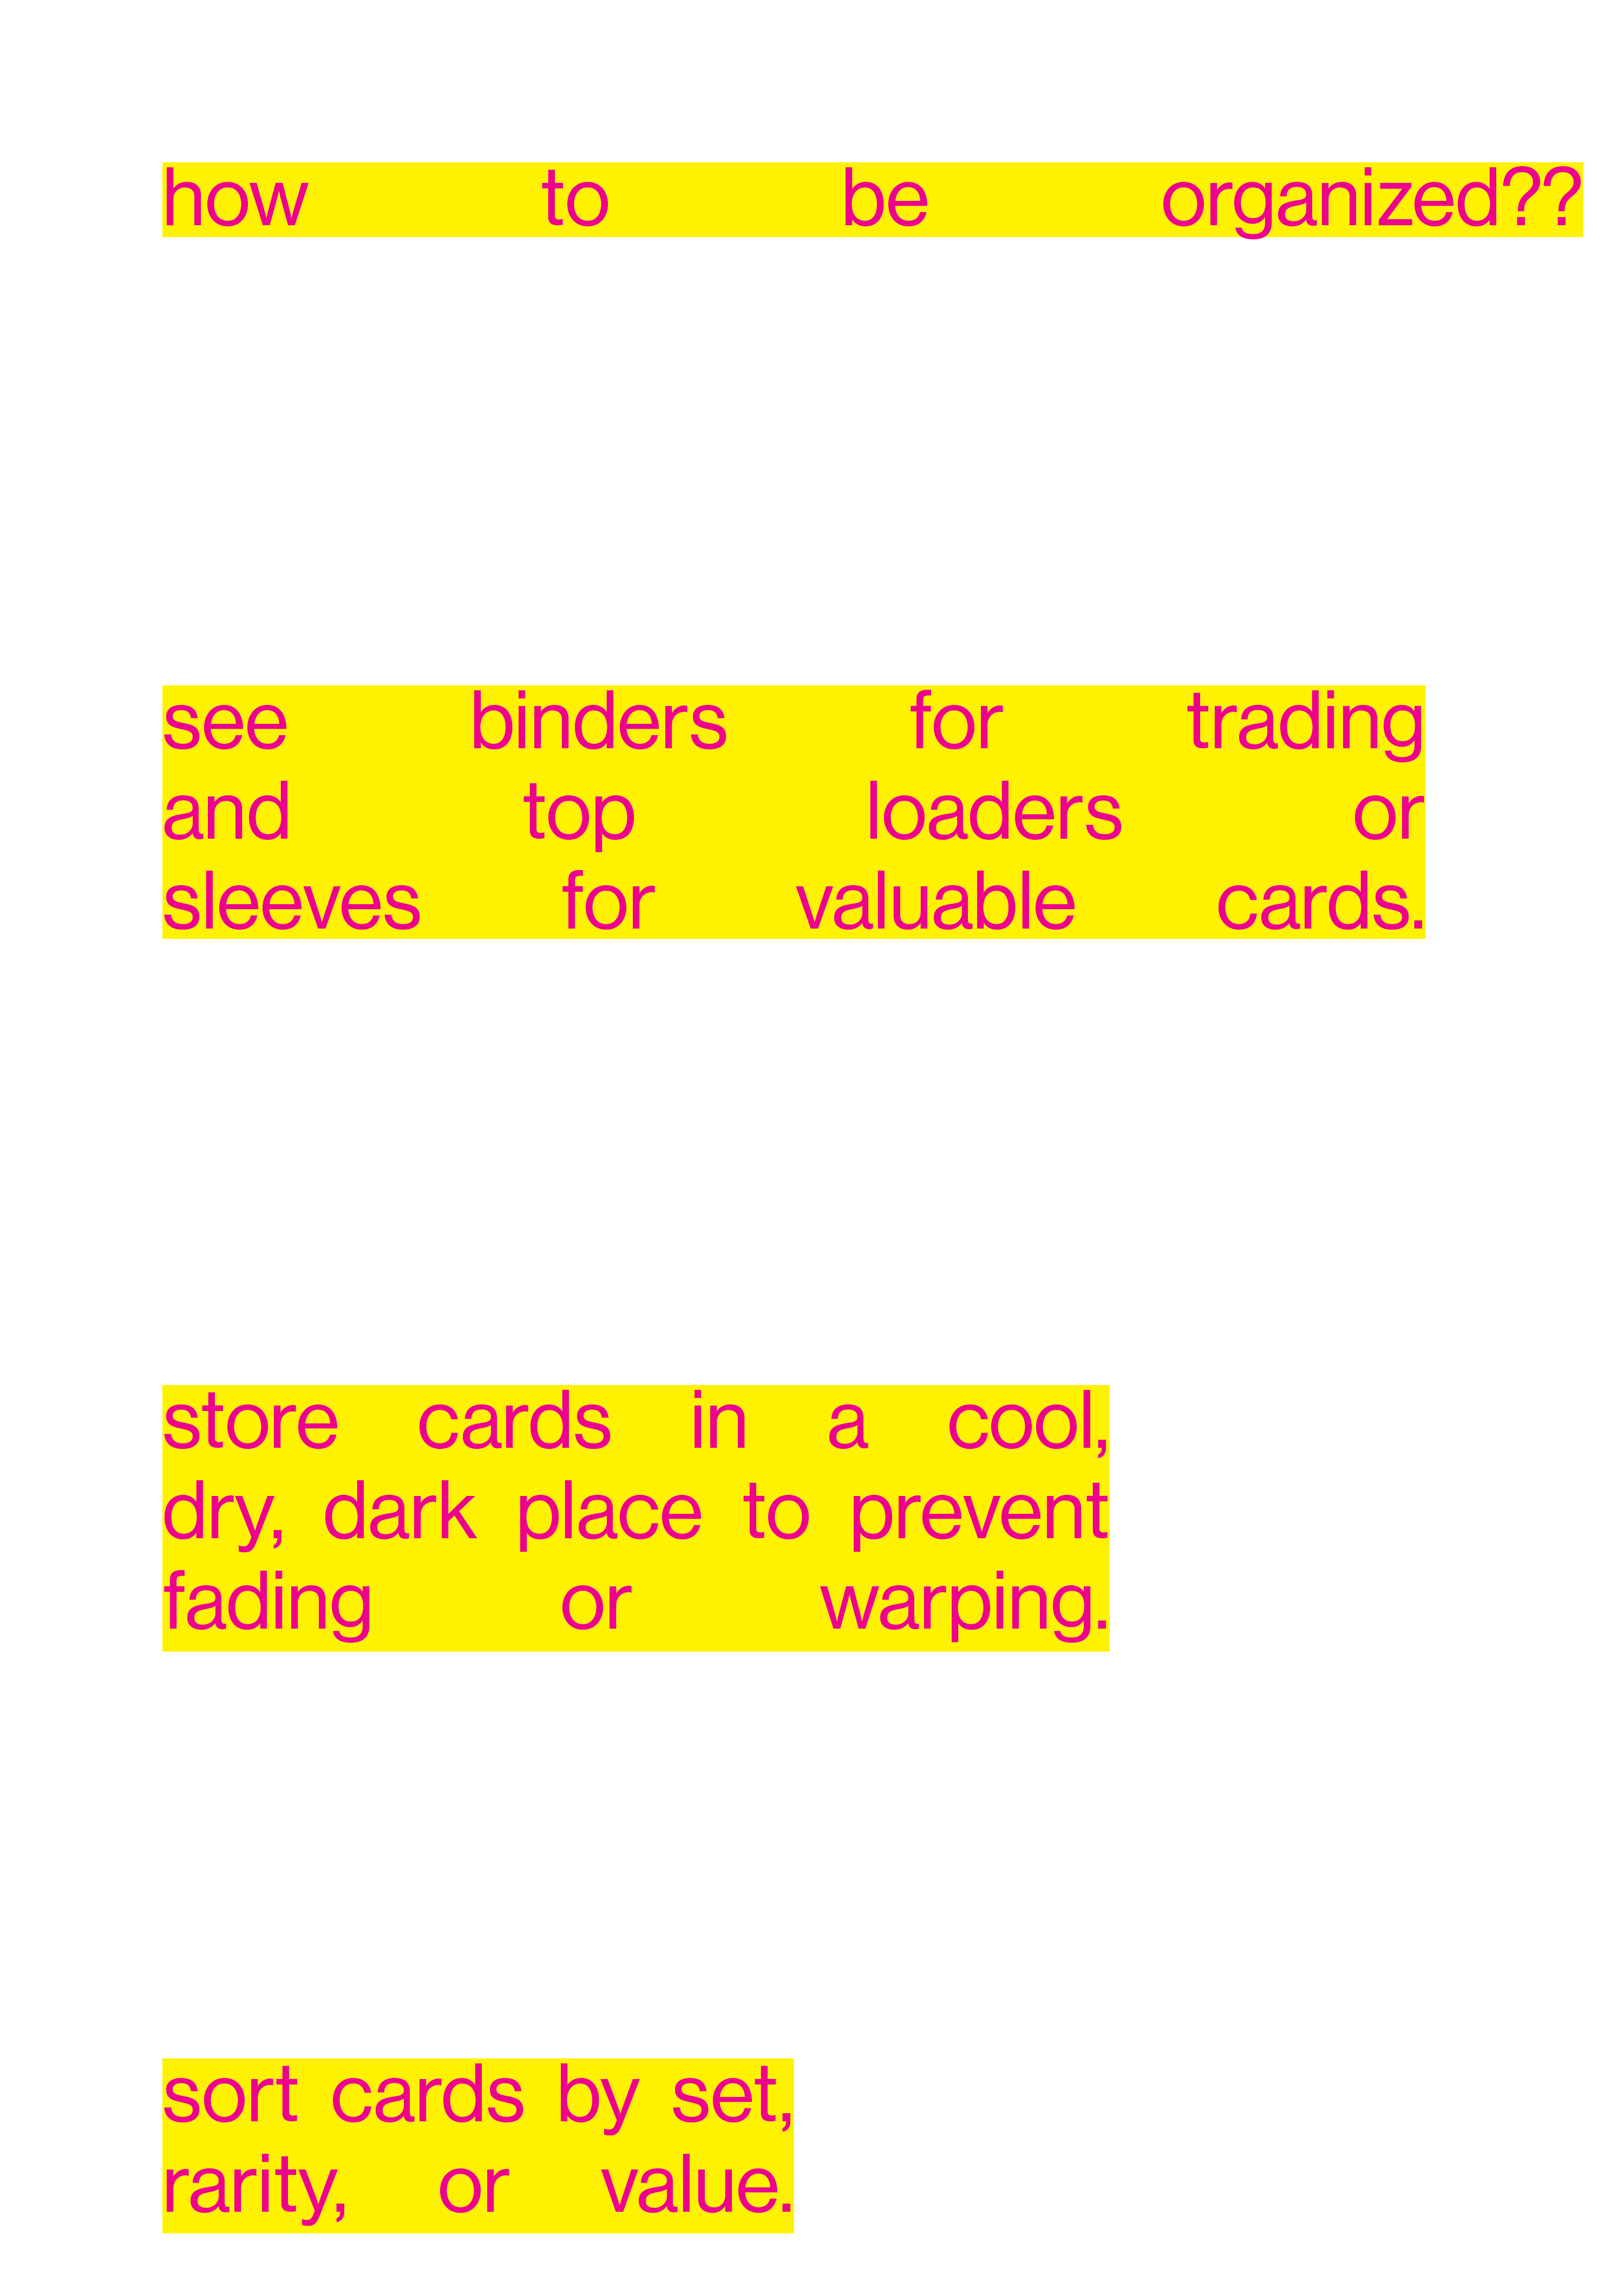 how to be organized??
see binders for trading
and top loaders or
sleeves for valuable cards.
store cards in a cool,
dry, dark place to prevent
fading or warping.
sort cards by set,
rarity, or value.